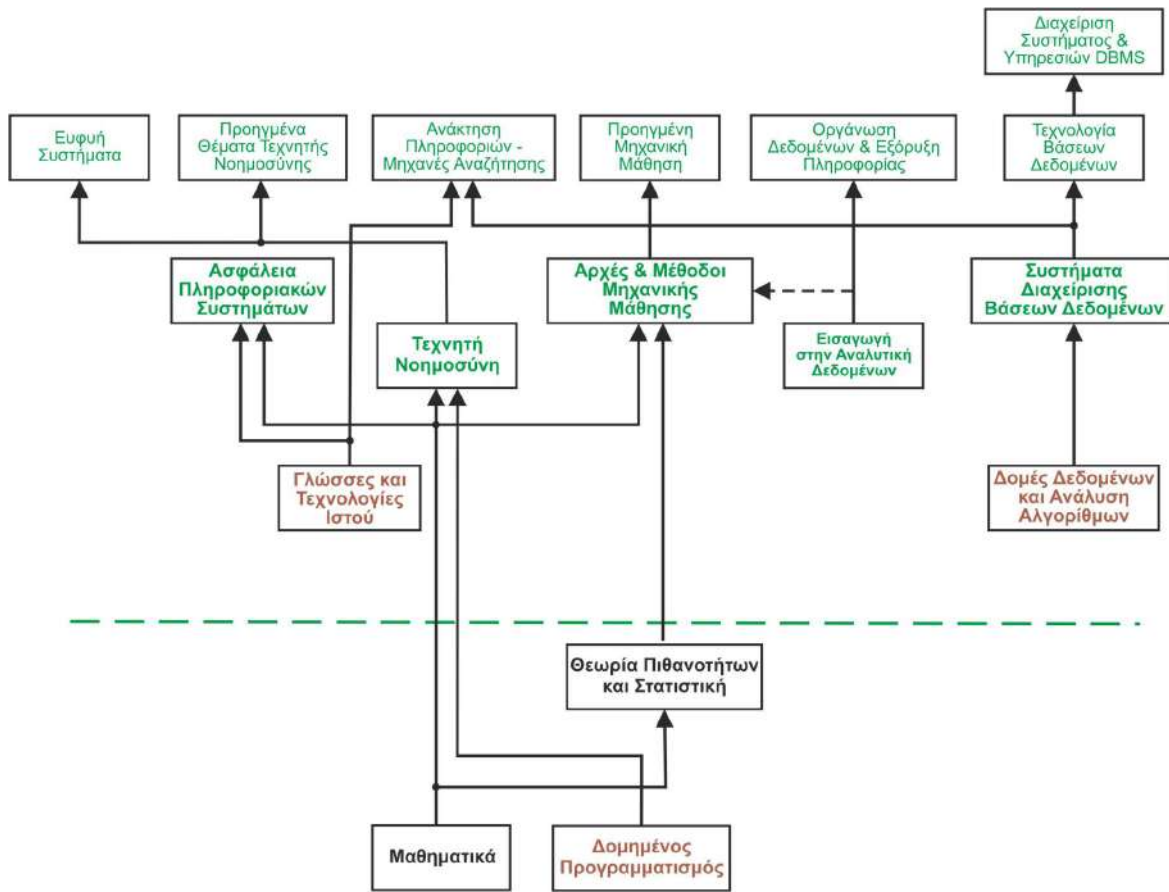 Διαχείριση
Συστήματος &
Υπηρεσιών DBMS
Ευφυή
Συστήματα
Προηγμένα
Θέματα Τεχνητής
Νοημοσύνης
Ανάκτηση
Πληροφοριών -
Μηχανές Αναζήτησης
Προηγμένη
Μηχανική
Μάθηση
Οργάνωση
Δεδομένων & Εξόρυξη
Πληροφορίας
Τεχνολογία
Βάσεων
Δεδομένων
Ασφάλεια
Πληροφοριακών
Συστημάτων
Αρχές & Μέθοδοι
Μηχανικής
Μάθησης
Συστήματα
Διαχείρισης
Βάσεων Δεδομένων
Τεχνητή
Νοημοσύνη
Εισαγωγή
στην Αναλυτική
Δεδομένων
Γλώσσες και
Τεχνολογίες
Ιστού
Δομές Δεδομένων
και Ανάλυση
Αλγορίθμων
Θεωρία Πιθανοτήτων
και Στατιστική
Μαθηματικά
Δομημένος
Προγραμματισμός